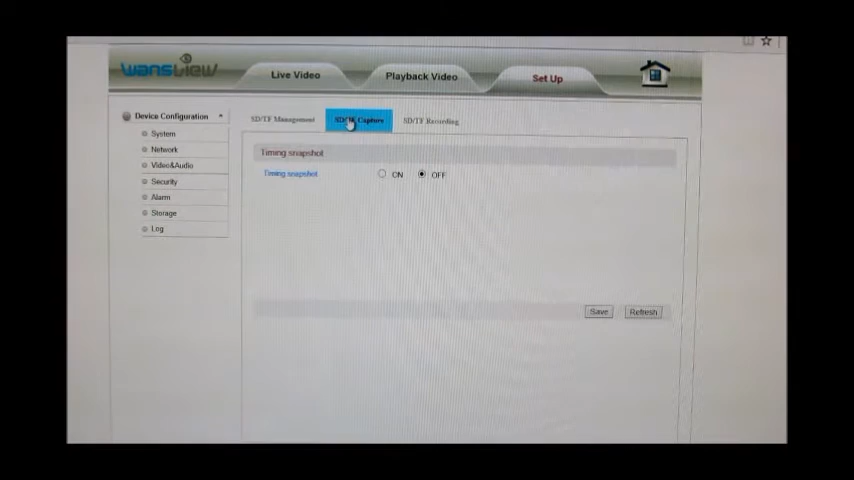 wansview
Live Video
Playback Video
Set Up
Device Configuration
System
Network
Video&Audio
Security
Alarm
Storage
Log
SD/TF Management
SD/TF Capture
SD/TF Recording
Timing snapshot
Timing snapshot
ON
OFF
Save
Refresh